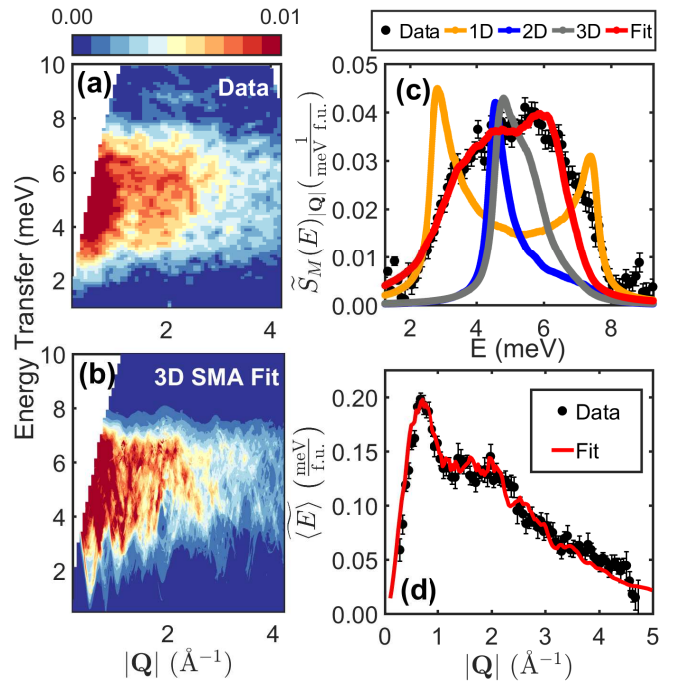 0.00 0.01
Data 1D 2D 3D Fit
(a) Data
10
8
6
4
2
2 4
Energy Transfer (meV)
(c)
0.05
0.04
0.03
0.02
0.01
0.00
2 4 6 8
E (meV)
S̃_M(E)_|Q| (1/meV f.u.)
(b) 3D SMA Fit
10
8
6
4
2
2 4
|Q| (Å⁻¹)
(d)
Data
Fit
0.20
0.15
0.10
0.05
0.00
0 1 2 3 4 5
|Q| (Å⁻¹)
⟨E⟩~ (meV/f.u.)